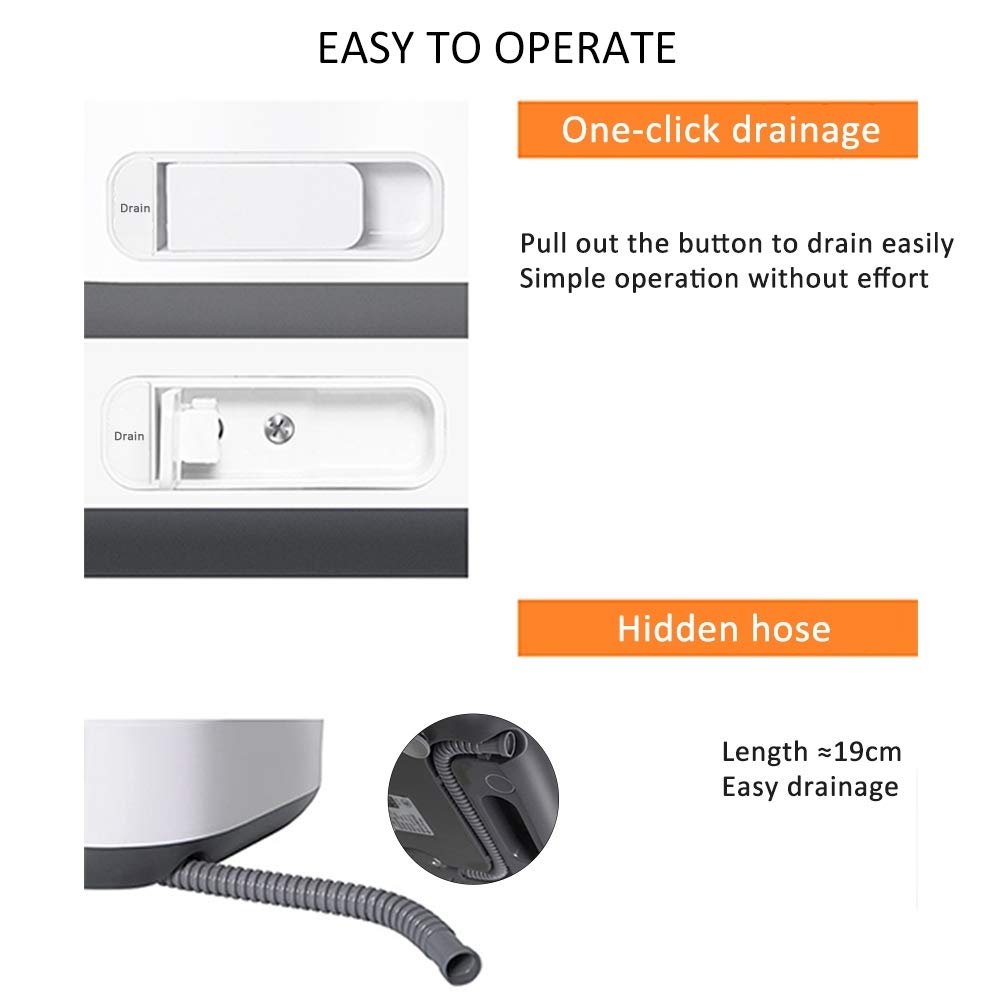 EASY TO OPERATE
One-click drainage
Drain
Pull out the button to drain easily
Simple operation without effort
Drain
Hidden hose
Length ≈19cm
Easy drainage